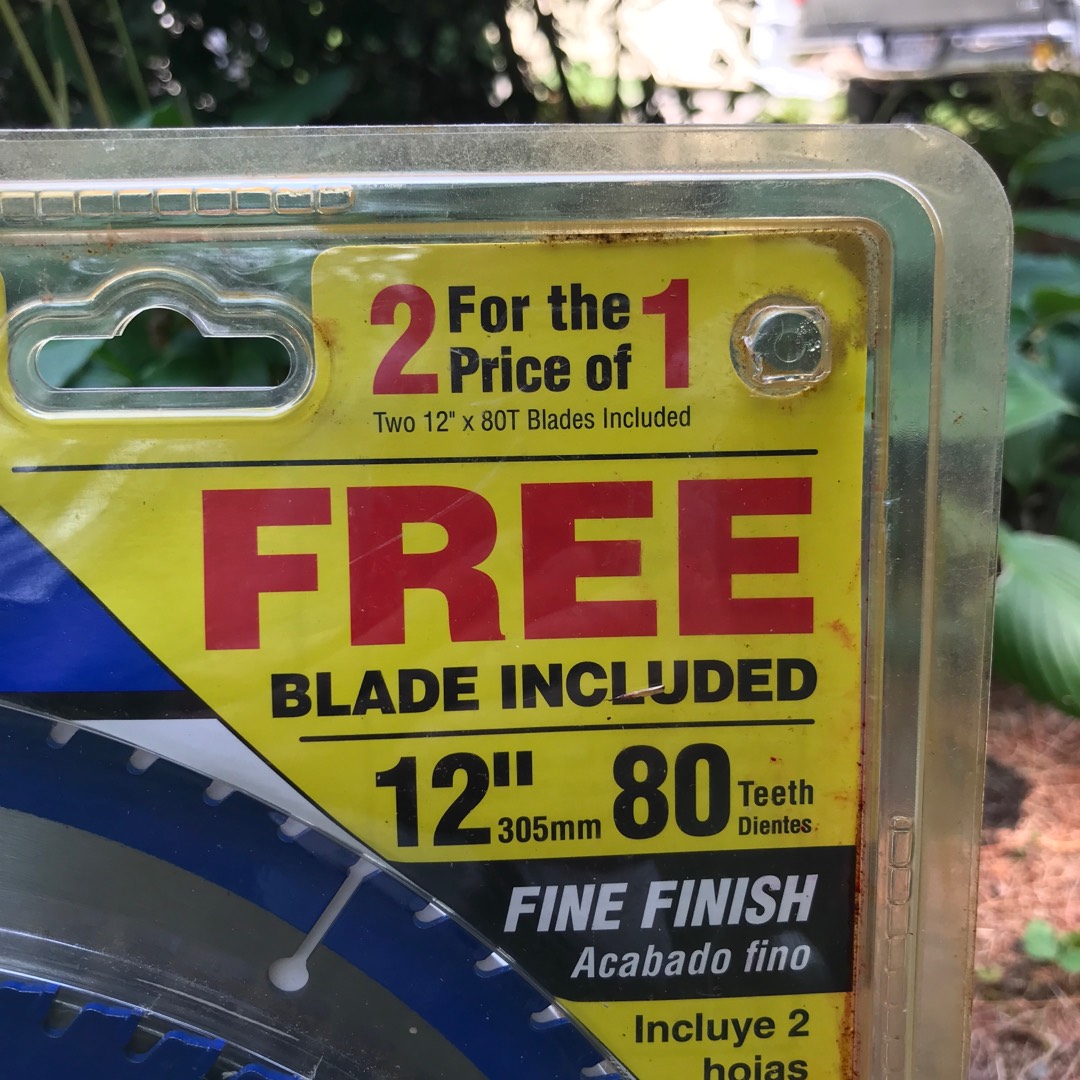 2 For the Price of 1
Two 12" x 80T Blades Included
FREE
BLADE INCLUDED
12" 305mm 80 Teeth Dientes
FINE FINISH
Acabado fino
Incluye 2
hojas